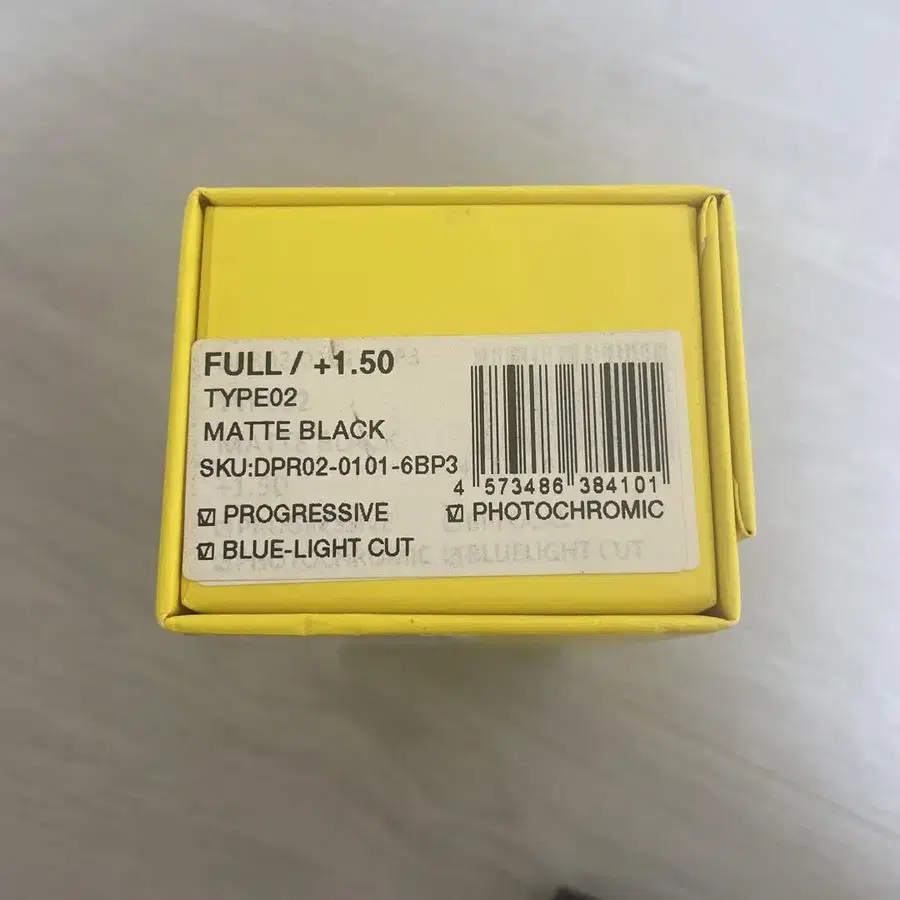 FULL / +1.50
TYPE02
MATTE BLACK
SKU:DPR02-0101-6BP3
4 573486 384101
☑ PROGRESSIVE ☑ PHOTOCHROMIC
☑ BLUE-LIGHT CUT